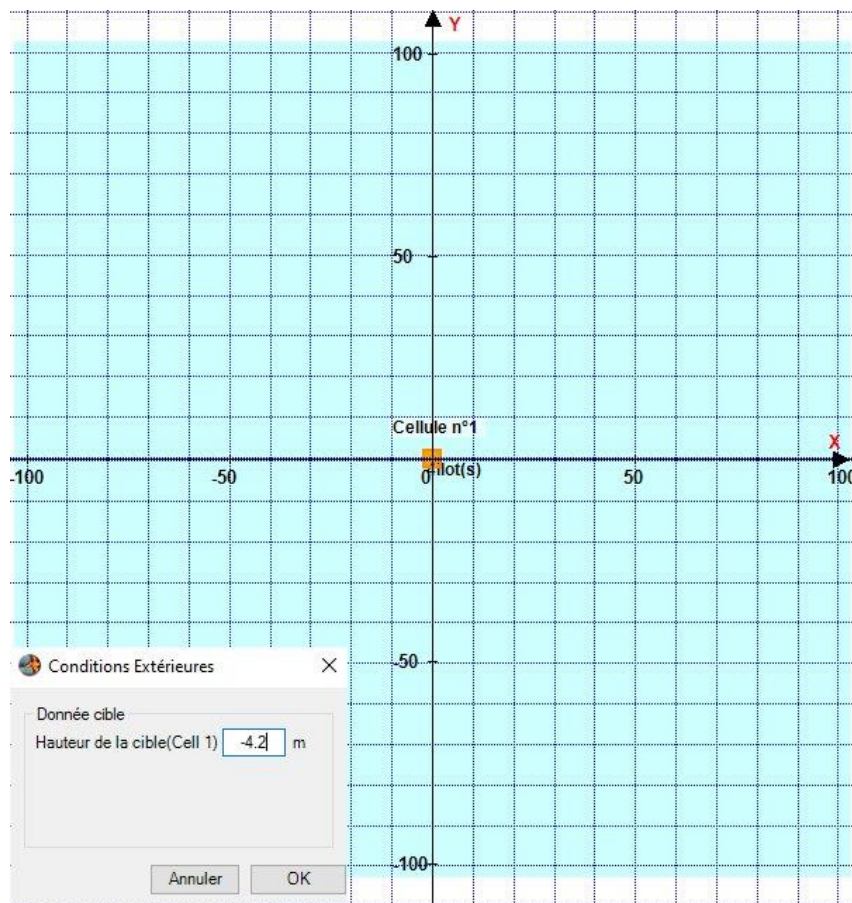 Y
100
50
Cellule n°1
X
-100
-50
0
ilot(s)
50
100
-50
Conditions Extérieures
Donnée cible
Hauteur de la cible(Cell 1) -4.2 m
-100
Annuler OK